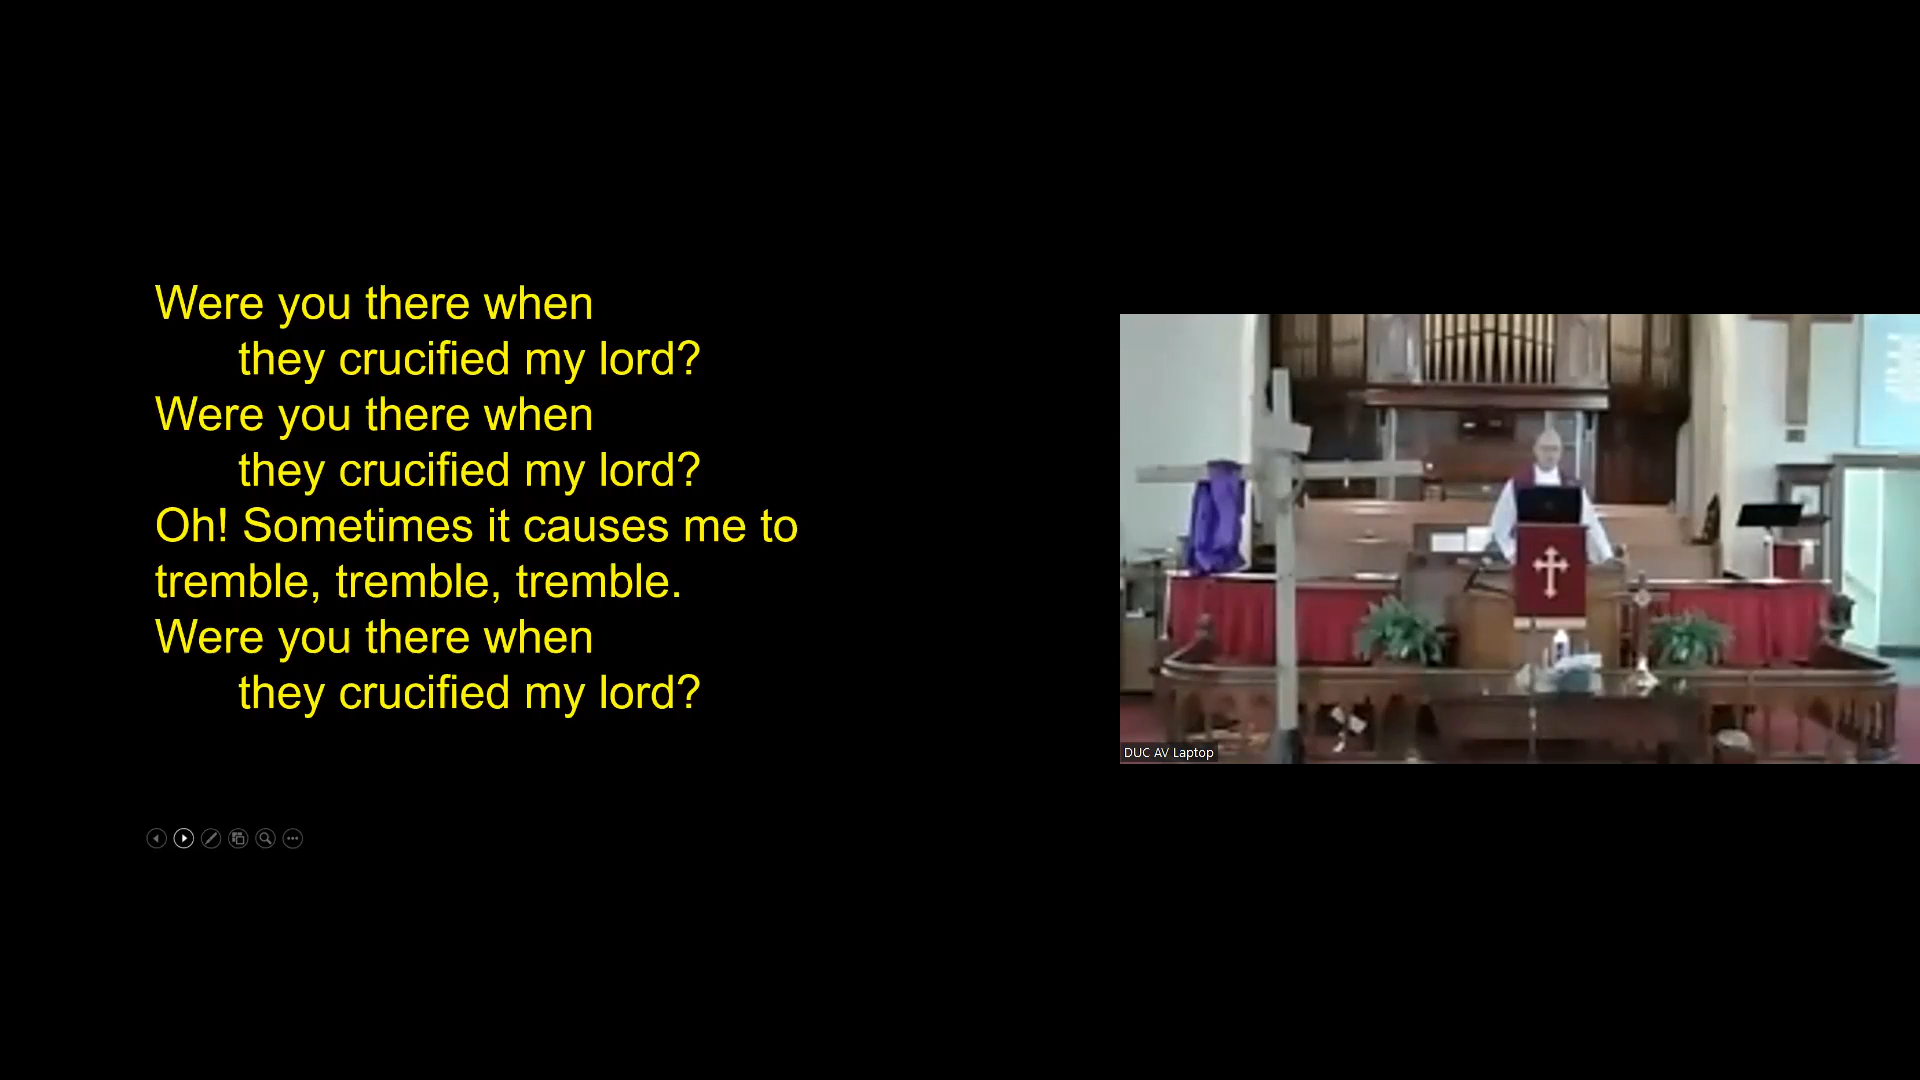 Were you there when
they crucified my lord?
Were you there when
they crucified my lord?
Oh! Sometimes it causes me to
tremble, tremble, tremble.
Were you there when
they crucified my lord?
DUC AV Laptop